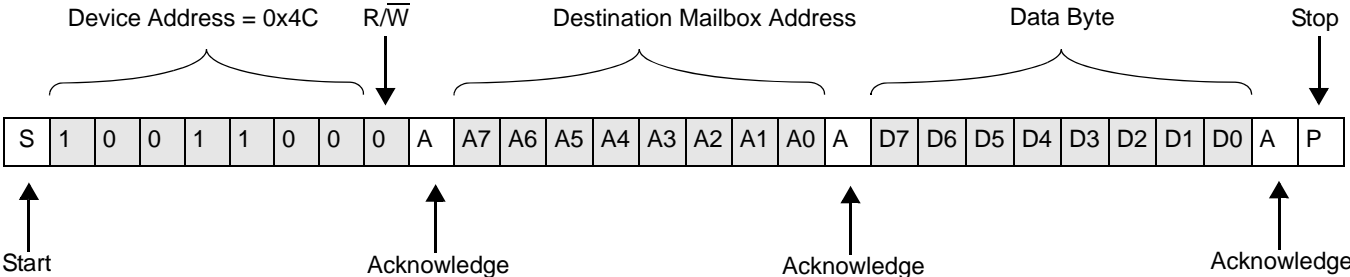 Device Address = 0x4C R/W̅ Destination Mailbox Address Data Byte Stop
S 1 0 0 1 1 0 0 0 A A7 A6 A5 A4 A3 A2 A1 A0 A D7 D6 D5 D4 D3 D2 D1 D0 A P
Start Acknowledge Acknowledge Acknowledge